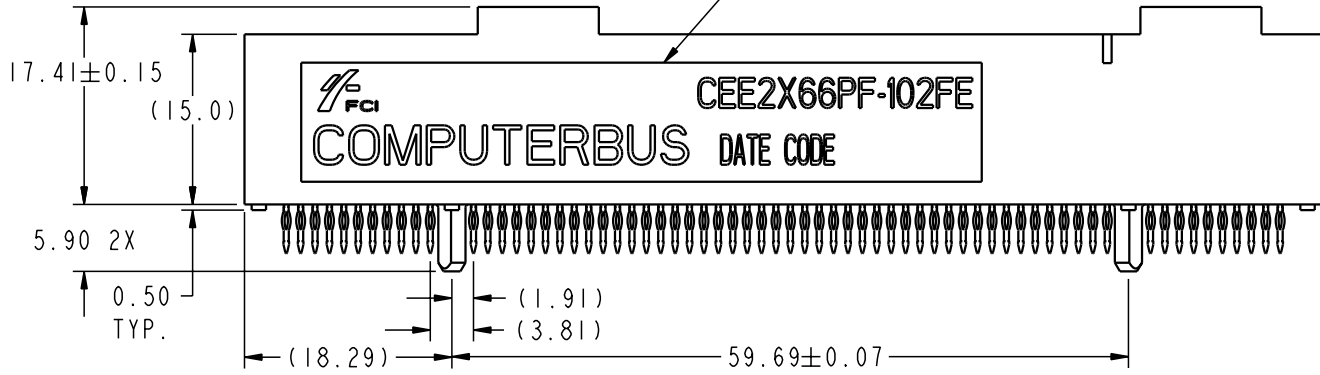 17.41±0.15
(15.0)
FCI
CEE2X66PF-102FE
COMPUTERBUS DATE CODE
5.90 2X
0.50
TYP.
(1.91)
(3.81)
(18.29)
59.69±0.07